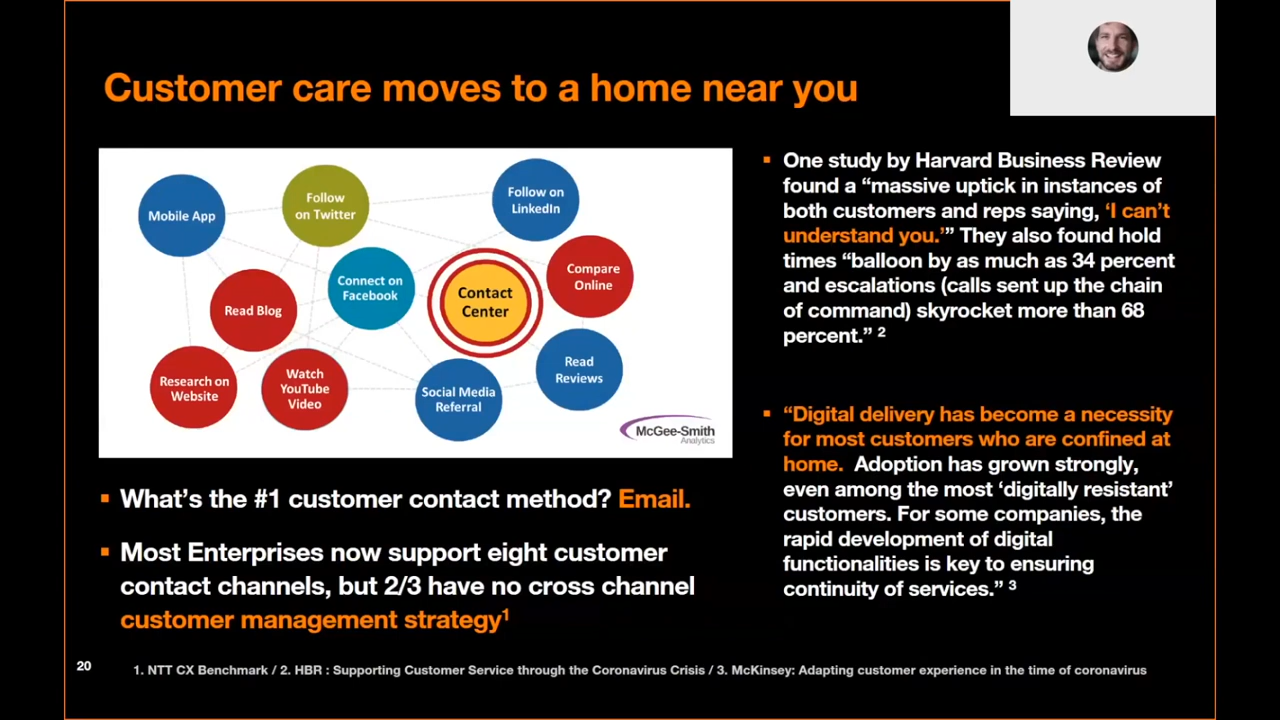 Customer care moves to a home near you
Mobile App
Follow
on Twitter
Follow on
LinkedIn
Connect on
Facebook
Compare
Online
Contact
Center
Read Blog
Research on
Website
Watch
YouTube
Video
Social Media
Referral
Read
Reviews
McGee-Smith
Analytics
▪ What’s the #1 customer contact method? Email.
▪ Most Enterprises now support eight customer
contact channels, but 2/3 have no cross channel
customer management strategy¹
▪ One study by Harvard Business Review
found a “massive uptick in instances of
both customers and reps saying, ‘I can’t
understand you.’” They also found hold
times “balloon by as much as 34 percent
and escalations (calls sent up the chain
of command) skyrocket more than 68
percent.” ²
▪ “Digital delivery has become a necessity
for most customers who are confined at
home. Adoption has grown strongly,
even among the most ‘digitally resistant’
customers. For some companies, the
rapid development of digital
functionalities is key to ensuring
continuity of services.” ³
20
1. NTT CX Benchmark / 2. HBR : Supporting Customer Service through the Coronavirus Crisis / 3. McKinsey: Adapting customer experience in the time of coronavirus